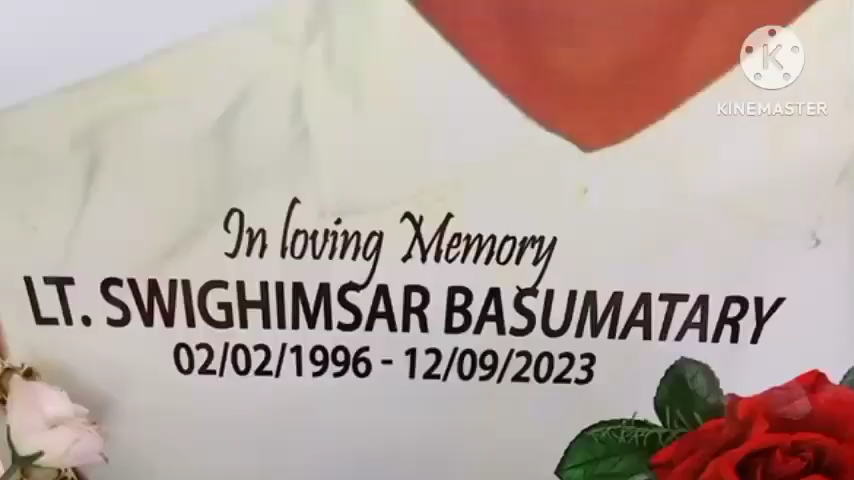 KINEMASTER
In loving Memory
LT. SWIGHIMSAR BASUMATARY
02/02/1996 - 12/09/2023